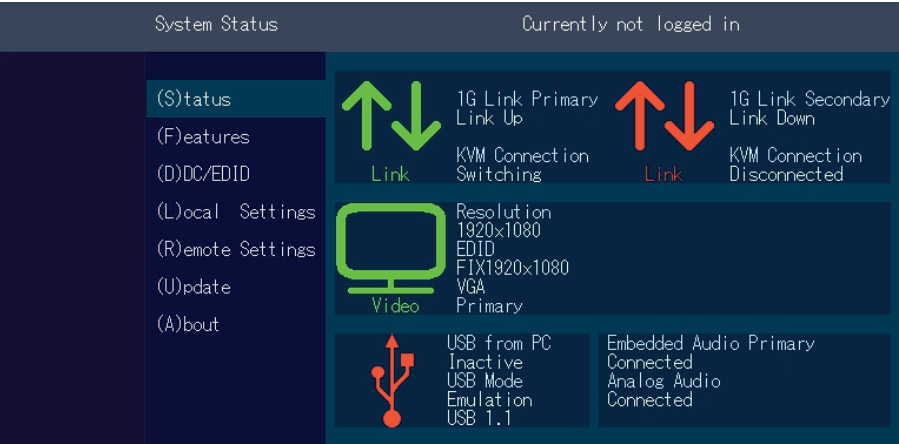 System Status
Currently not logged in
(S)tatus
(F)eatures
(D)DC/EDID
(L)ocal Settings
(R)emote Settings
(U)pdate
(A)bout
1G Link Primary
Link Up
KVM Connection
Switching
Link
1G Link Secondary
Link Down
KVM Connection
Disconnected
Link
Resolution
1920x1080
EDID
FIX1920x1080
VGA
Primary
Video
USB from PC
Inactive
USB Mode
Emulation
USB 1.1
Embedded Audio Primary
Connected
Analog Audio
Connected